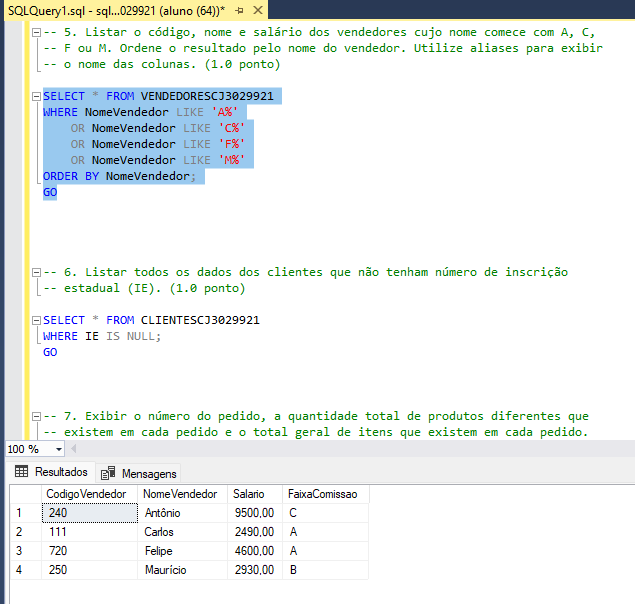 SQLQuery1.sql - sql...029921 (aluno (64))*
-- 5. Listar o código, nome e salário dos vendedores cujo nome comece com A, C,
-- F ou M. Ordene o resultado pelo nome do vendedor. Utilize aliases para exibir
-- o nome das colunas. (1.0 ponto)
SELECT * FROM VENDEDORESCJ3029921
WHERE NomeVendedor LIKE 'A%'
OR NomeVendedor LIKE 'C%'
OR NomeVendedor LIKE 'F%'
OR NomeVendedor LIKE 'M%'
ORDER BY NomeVendedor;
GO
-- 6. Listar todos os dados dos clientes que não tenham número de inscrição
-- estadual (IE). (1.0 ponto)
SELECT * FROM CLIENTESCJ3029921
WHERE IE IS NULL;
GO
-- 7. Exibir o número do pedido, a quantidade total de produtos diferentes que
-- existem em cada pedido e o total geral de itens que existem em cada pedido.
100 %
Resultados Mensagens
CodigoVendedor NomeVendedor Salario FaixaComissao
1 240 Antônio 9500,00 C
2 111 Carlos 2490,00 A
3 720 Felipe 4600,00 A
4 250 Maurício 2930,00 B